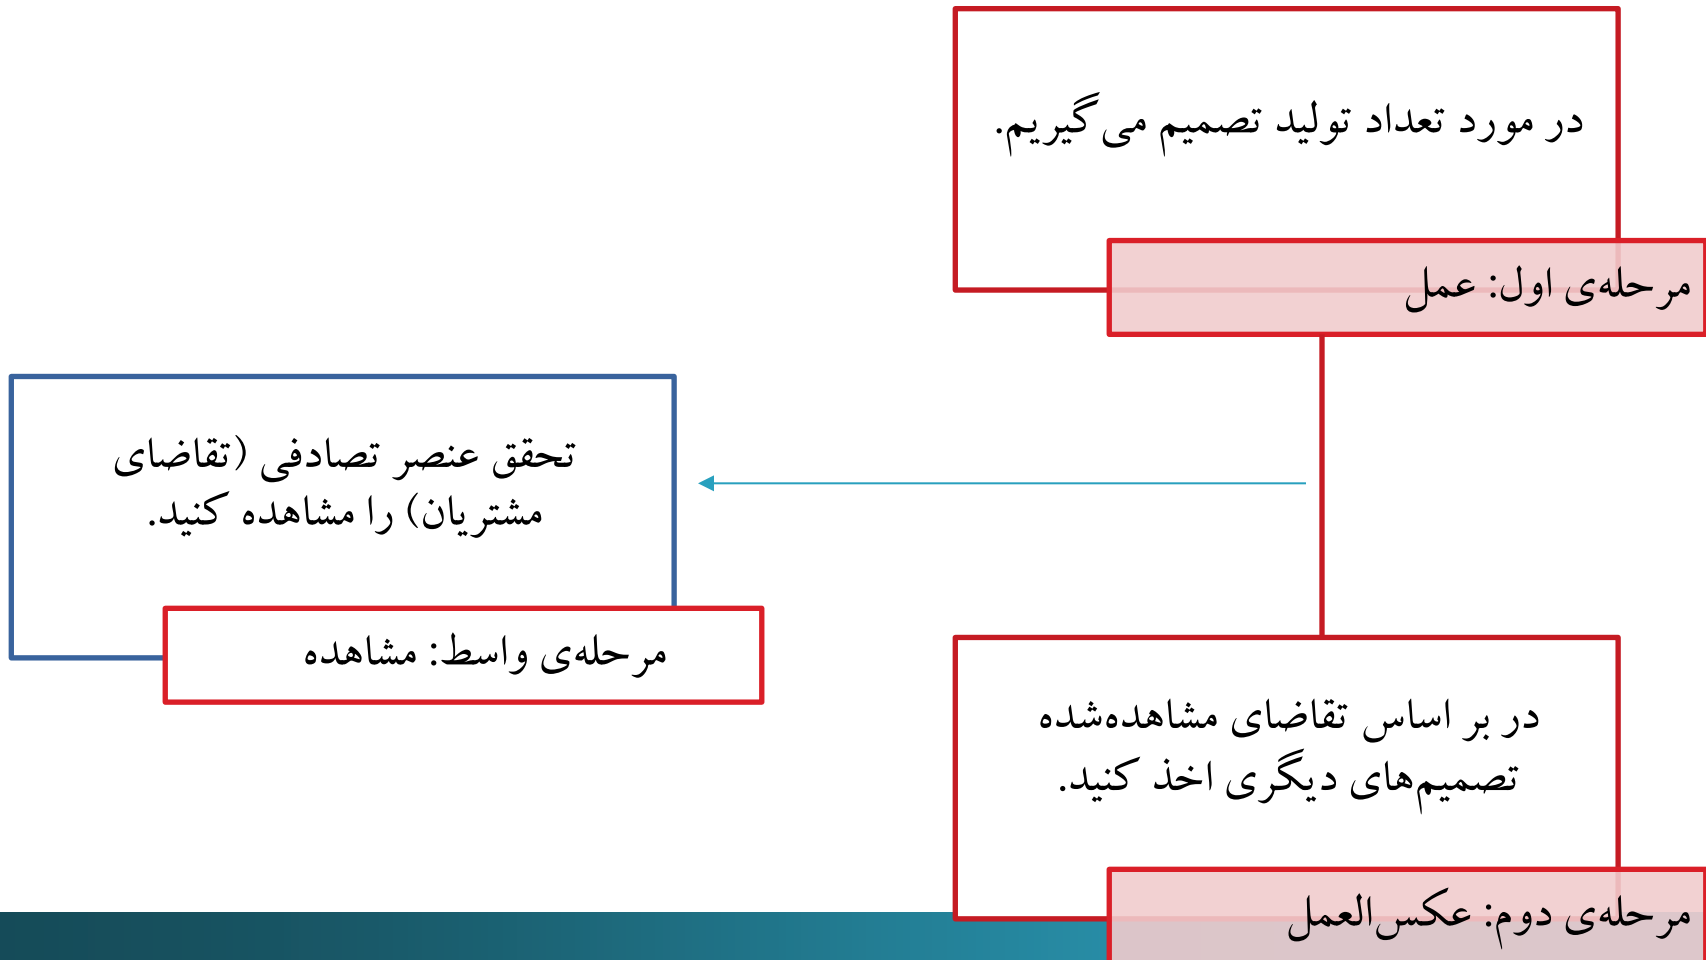 در مورد تعداد تولید تصمیم می‌گیریم.
مرحله‌ی اول: عمل
تحقق عنصر تصادفی (تقاضای
مشتریان) را مشاهده کنید.
مرحله‌ی واسط: مشاهده
در بر اساس تقاضای مشاهده‌شده
تصمیم‌های دیگری اخذ کنید.
مرحله‌ی دوم: عکس‌العمل